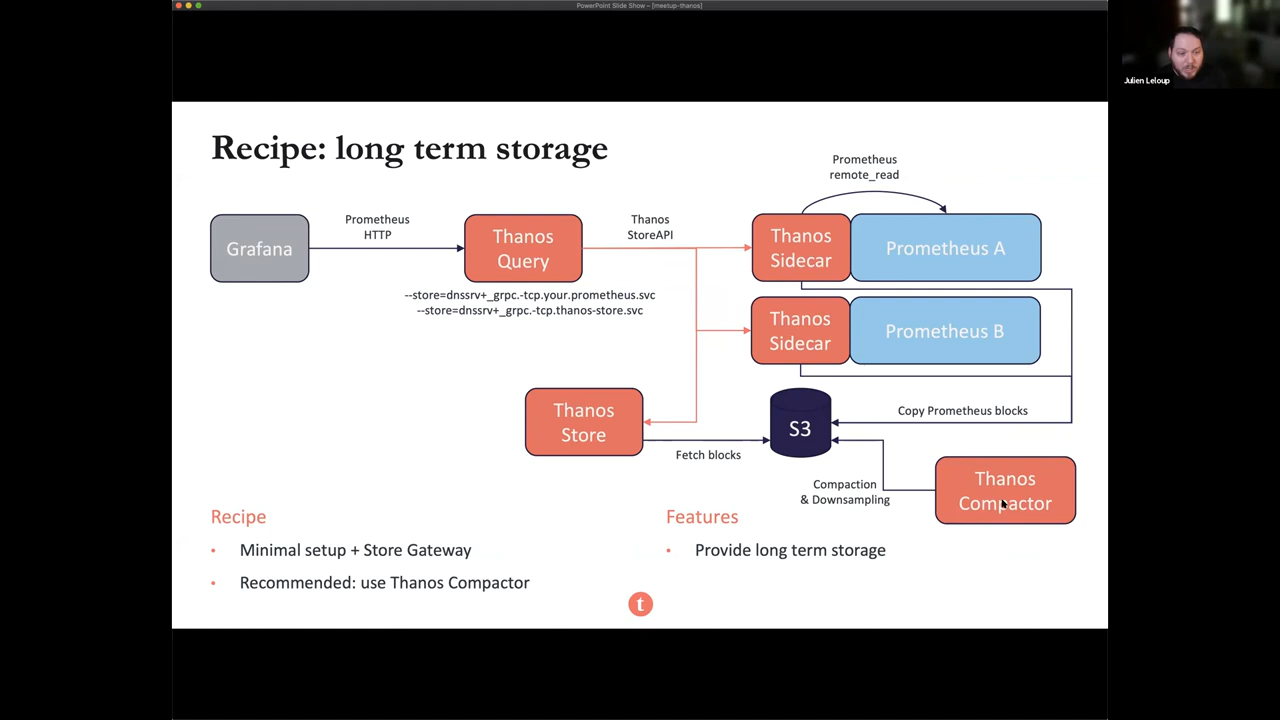 PowerPoint Slide Show – [meetup-thanos]
Julien Leloup
Recipe: long term storage
Prometheus
remote_read
Grafana
Prometheus
HTTP
Thanos
Query
Thanos
StoreAPI
Thanos
Sidecar
Prometheus A
--store=dnssrv+_grpc.-tcp.your.prometheus.svc
--store=dnssrv+_grpc.-tcp.thanos-store.svc
Thanos
Sidecar
Prometheus B
Thanos
Store
S3
Copy Prometheus blocks
Fetch blocks
Compaction
& Downsampling
Thanos
Compactor
Recipe
• Minimal setup + Store Gateway
• Recommended: use Thanos Compactor
Features
• Provide long term storage
t